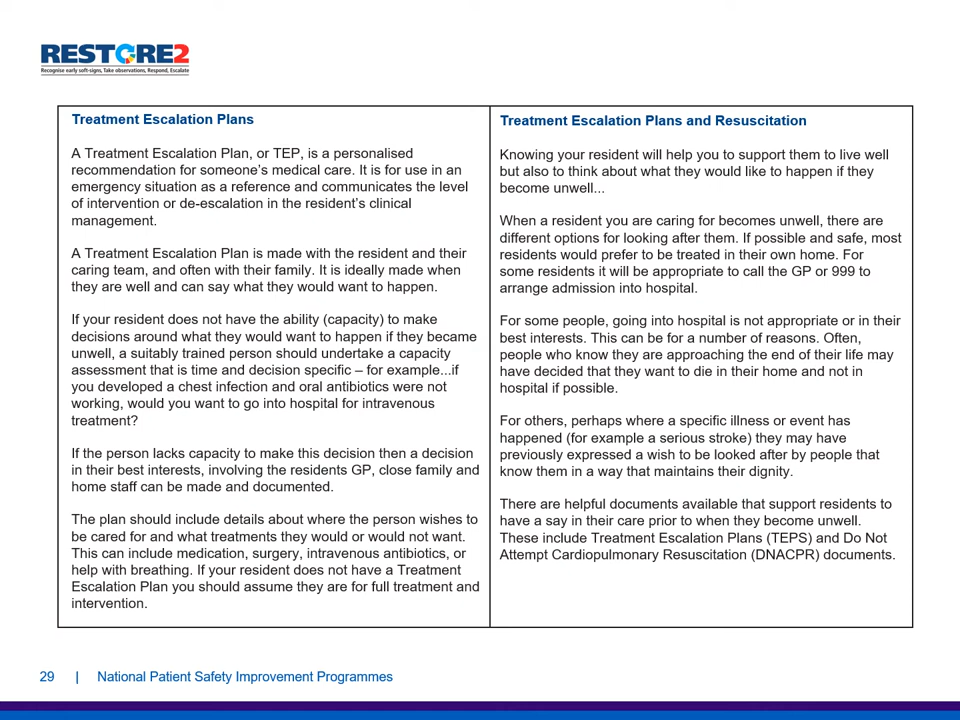 RESTORE2
Recognise early soft-signs, Take observations, Respond, Escalate
Treatment Escalation Plans
A Treatment Escalation Plan, or TEP, is a personalised
recommendation for someone’s medical care. It is for use in an
emergency situation as a reference and communicates the level
of intervention or de-escalation in the resident’s clinical
management.
A Treatment Escalation Plan is made with the resident and their
caring team, and often with their family. It is ideally made when
they are well and can say what they would want to happen.
If your resident does not have the ability (capacity) to make
decisions around what they would want to happen if they became
unwell, a suitably trained person should undertake a capacity
assessment that is time and decision specific – for example...if
you developed a chest infection and oral antibiotics were not
working, would you want to go into hospital for intravenous
treatment?
If the person lacks capacity to make this decision then a decision
in their best interests, involving the residents GP, close family and
home staff can be made and documented.
The plan should include details about where the person wishes to
be cared for and what treatments they would or would not want.
This can include medication, surgery, intravenous antibiotics, or
help with breathing. If your resident does not have a Treatment
Escalation Plan you should assume they are for full treatment and
intervention.
Treatment Escalation Plans and Resuscitation
Knowing your resident will help you to support them to live well
but also to think about what they would like to happen if they
become unwell...
When a resident you are caring for becomes unwell, there are
different options for looking after them. If possible and safe, most
residents would prefer to be treated in their own home. For
some residents it will be appropriate to call the GP or 999 to
arrange admission into hospital.
For some people, going into hospital is not appropriate or in their
best interests. This can be for a number of reasons. Often,
people who know they are approaching the end of their life may
have decided that they want to die in their home and not in
hospital if possible.
For others, perhaps where a specific illness or event has
happened (for example a serious stroke) they may have
previously expressed a wish to be looked after by people that
know them in a way that maintains their dignity.
There are helpful documents available that support residents to
have a say in their care prior to when they become unwell.
These include Treatment Escalation Plans (TEPS) and Do Not
Attempt Cardiopulmonary Resuscitation (DNACPR) documents.
29 | National Patient Safety Improvement Programmes